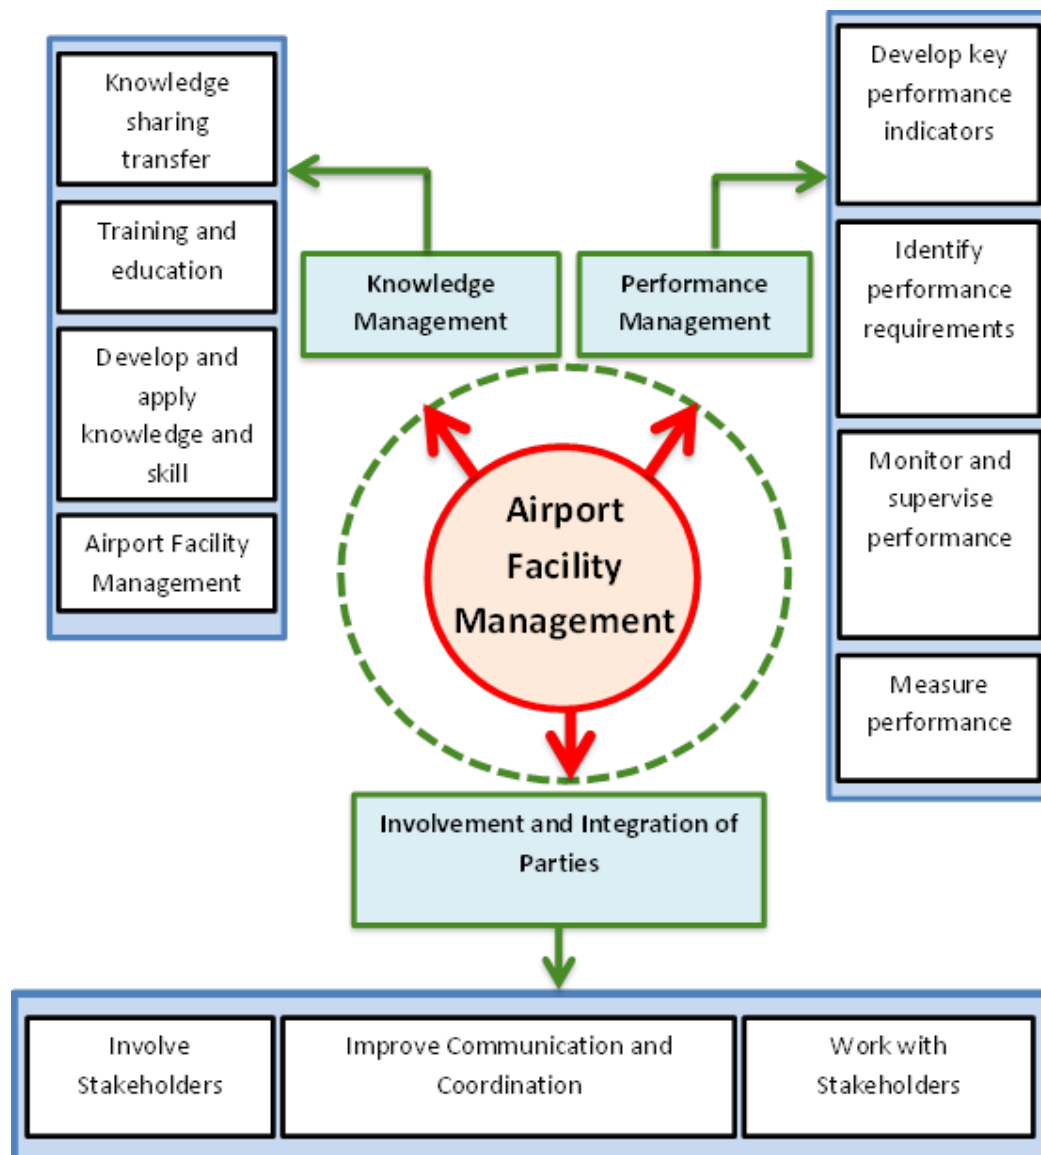 Knowledge
sharing
transfer
Training and
education
Develop and
apply
knowledge and
skill
Airport Facility
Management
Knowledge
Management
Performance
Management
Develop key
performance
indicators
Identify
performance
requirements
Monitor and
supervise
performance
Measure
performance
Airport
Facility
Management
Involvement and Integration of
Parties
Involve
Stakeholders
Improve Communication and
Coordination
Work with
Stakeholders